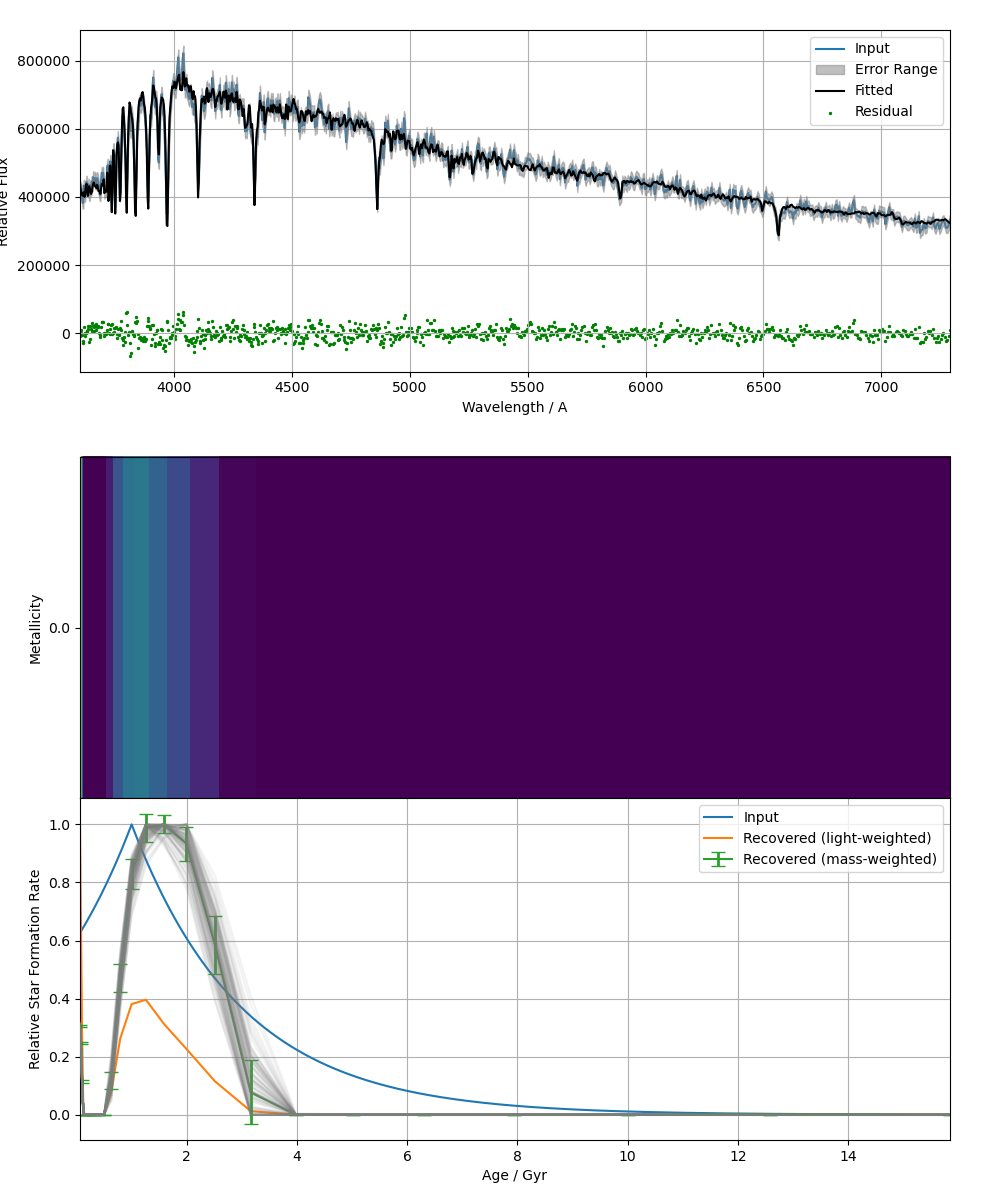 Input
Error Range
Fitted
Residual
800000
600000
400000
200000
0
Relative Flux
4000 4500 5000 5500 6000 6500 7000
Wavelength / A
Metallicity
0.0
Input
Recovered (light-weighted)
Recovered (mass-weighted)
1.0
0.8
0.6
0.4
0.2
0.0
Relative Star Formation Rate
2 4 6 8 10 12 14
Age / Gyr